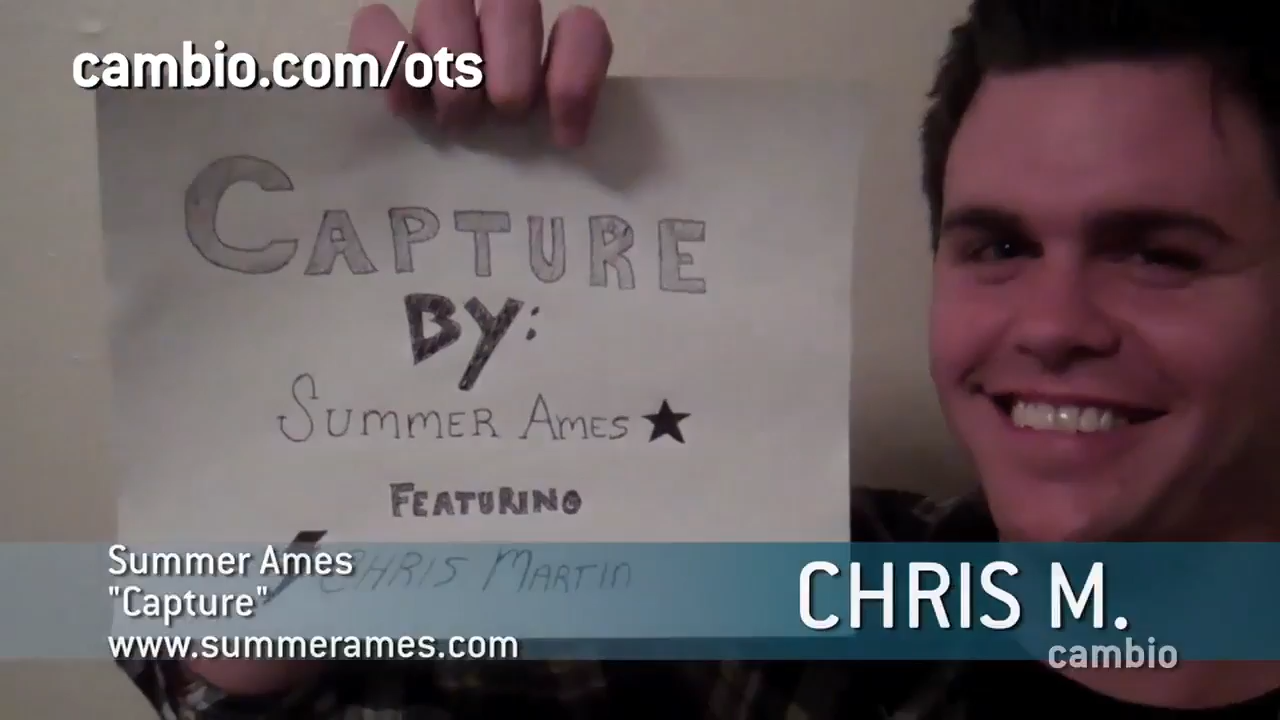 cambio.com/ots
CAPTURE
BY:
SUMMER AMES
FEATURING
CHRIS MARTIN
Summer Ames
"Capture"
www.summerames.com
CHRIS M.
cambio